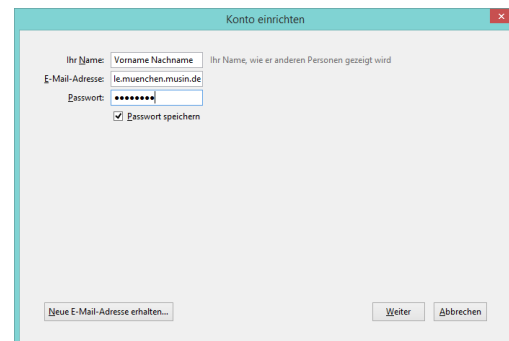 Konto einrichten
Ihr Name: Vorname Nachname Ihr Name, wie er anderen Personen gezeigt wird
E-Mail-Adresse: le.muenchen.musin.de
Passwort: ●●●●●●●●
Passwort speichern
Neue E-Mail-Adresse erhalten... Weiter Abbrechen